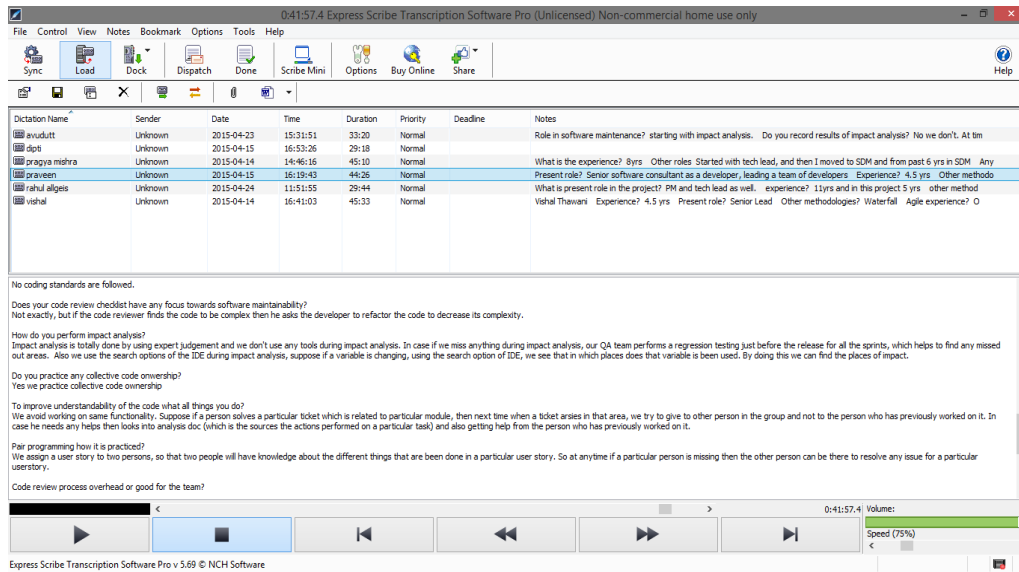 0:41:57.4 Express Scribe Transcription Software Pro (Unlicensed) Non-commercial home use only
File Control View Notes Bookmark Options Tools Help
Sync Load Dock Dispatch Done Scribe Mini Options Buy Online Share Help
Dictation Name Sender Date Time Duration Priority Deadline Notes
avudutt Unknown 2015-04-23 15:31:51 33:20 Normal Role in software maintenance? starting with impact analysis. Do you record results of impact analysis? No we don't. At tim
dipti Unknown 2015-04-15 16:53:26 29:18 Normal
pragya mishra Unknown 2015-04-14 14:46:16 45:10 Normal What is the experience? 8yrs Other roles Started with tech lead, and then I moved to SDM and from past 6 yrs in SDM Any
praveen Unknown 2015-04-15 16:19:43 44:26 Normal Present role? Senior software consultant as a developer, leading a team of developers Experience? 4.5 yrs Other methodo
rahul allgeis Unknown 2015-04-24 11:51:55 29:44 Normal What is present role in the project? PM and tech lead as well. experience? 11yrs and in this project 5 yrs other method
vishal Unknown 2015-04-14 16:41:03 45:33 Normal Vishal Thawani Experience? 4.5 yrs Present role? Senior Lead Other methodologies? Waterfall Agile experience? O
No coding standards are followed.
Does your code review checklist have any focus towards software maintainability?
Not exactly, but if the code reviewer finds the code to be complex then he asks the developer to refactor the code to decrease its complexity.
How do you perform impact analysis?
Impact analysis is totally done by using expert judgement and we don't use any tools during impact analysis. In case if we miss anything during impact analysis, our QA team performs a regression testing just before the release for all the sprints, which helps to find any missed
out areas. Also we use the search options of the IDE during impact analysis, suppose if a variable is changing, using the search option of IDE, we see that in which places does that variable is been used. By doing this we can find the places of impact.
Do you practice any collective code onwership?
Yes we practice collective code ownership
To improve understandability of the code what all things you do?
We avoid working on same functionality. Suppose if a person solves a particular ticket which is related to particular module, then next time when a ticket arsies in that area, we try to give to other person in the group and not to the person who has previously worked on it. In
case he needs any helps then looks into analysis doc (which is the sources the actions performed on a particular task) and also getting help from the person who has previously worked on it.
Pair programming how it is practiced?
We assign a user story to two persons, so that two people will have knowledge about the different things that are been done in a particular user story. So at anytime if a particular person is missing then the other person can be there to resolve any issue for a particular
userstory.
Code review process overhead or good for the team?
0:41:57.4 Volume:
Speed (75%)
Express Scribe Transcription Software Pro v 5.69 © NCH Software